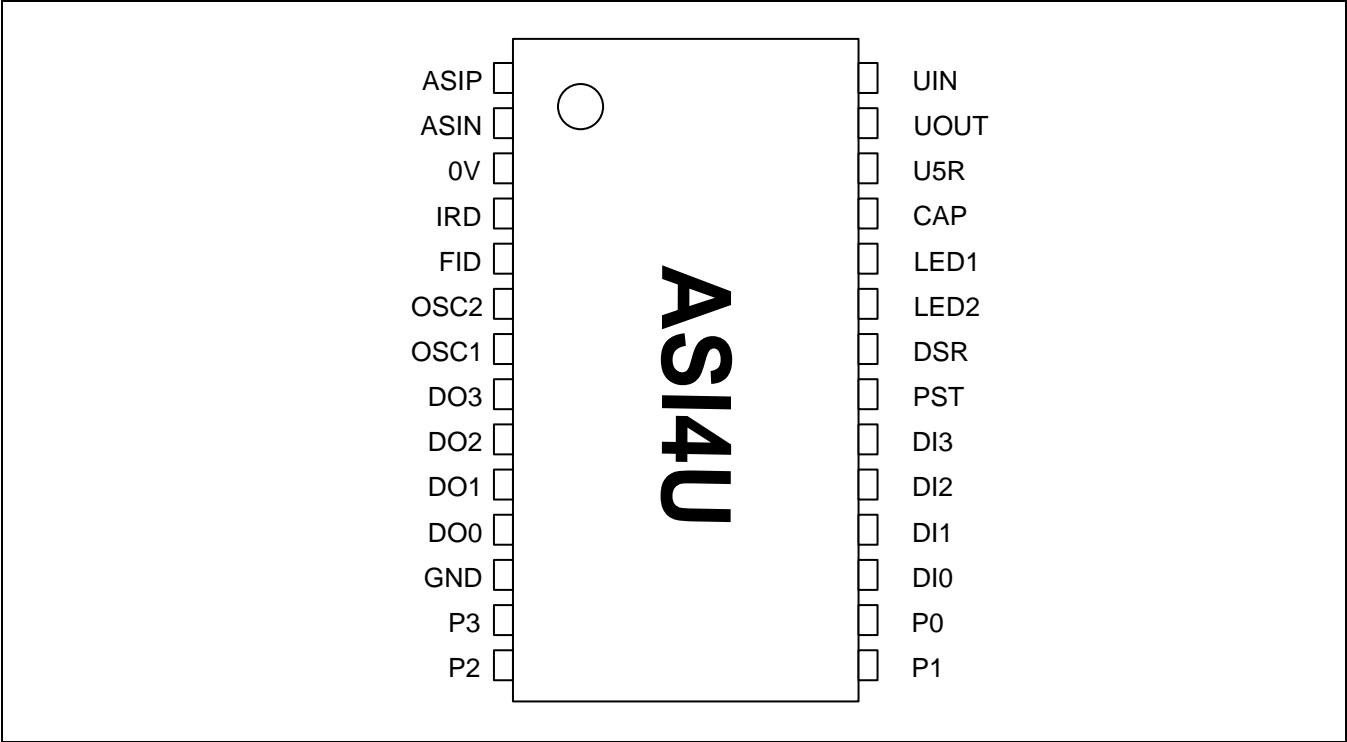 ASIP
ASIN
0V
IRD
FID
OSC2
OSC1
DO3
DO2
DO1
DO0
GND
P3
P2
ASI4U
UIN
UOUT
U5R
CAP
LED1
LED2
DSR
PST
DI3
DI2
DI1
DI0
P0
P1